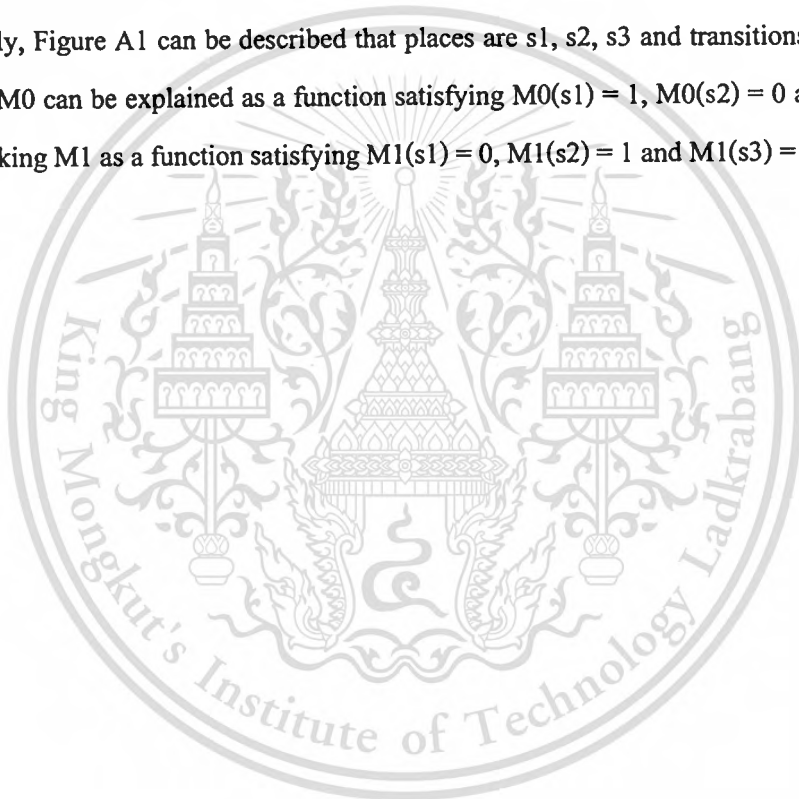 ly, Figure A1 can be described that places are s1, s2, s3 and transitions
M0 can be explained as a function satisfying M0(s1) = 1, M0(s2) = 0 a
king M1 as a function satisfying M1(s1) = 0, M1(s2) = 1 and M1(s3) =
King Mongkut's Institute of Technology Ladkrabang